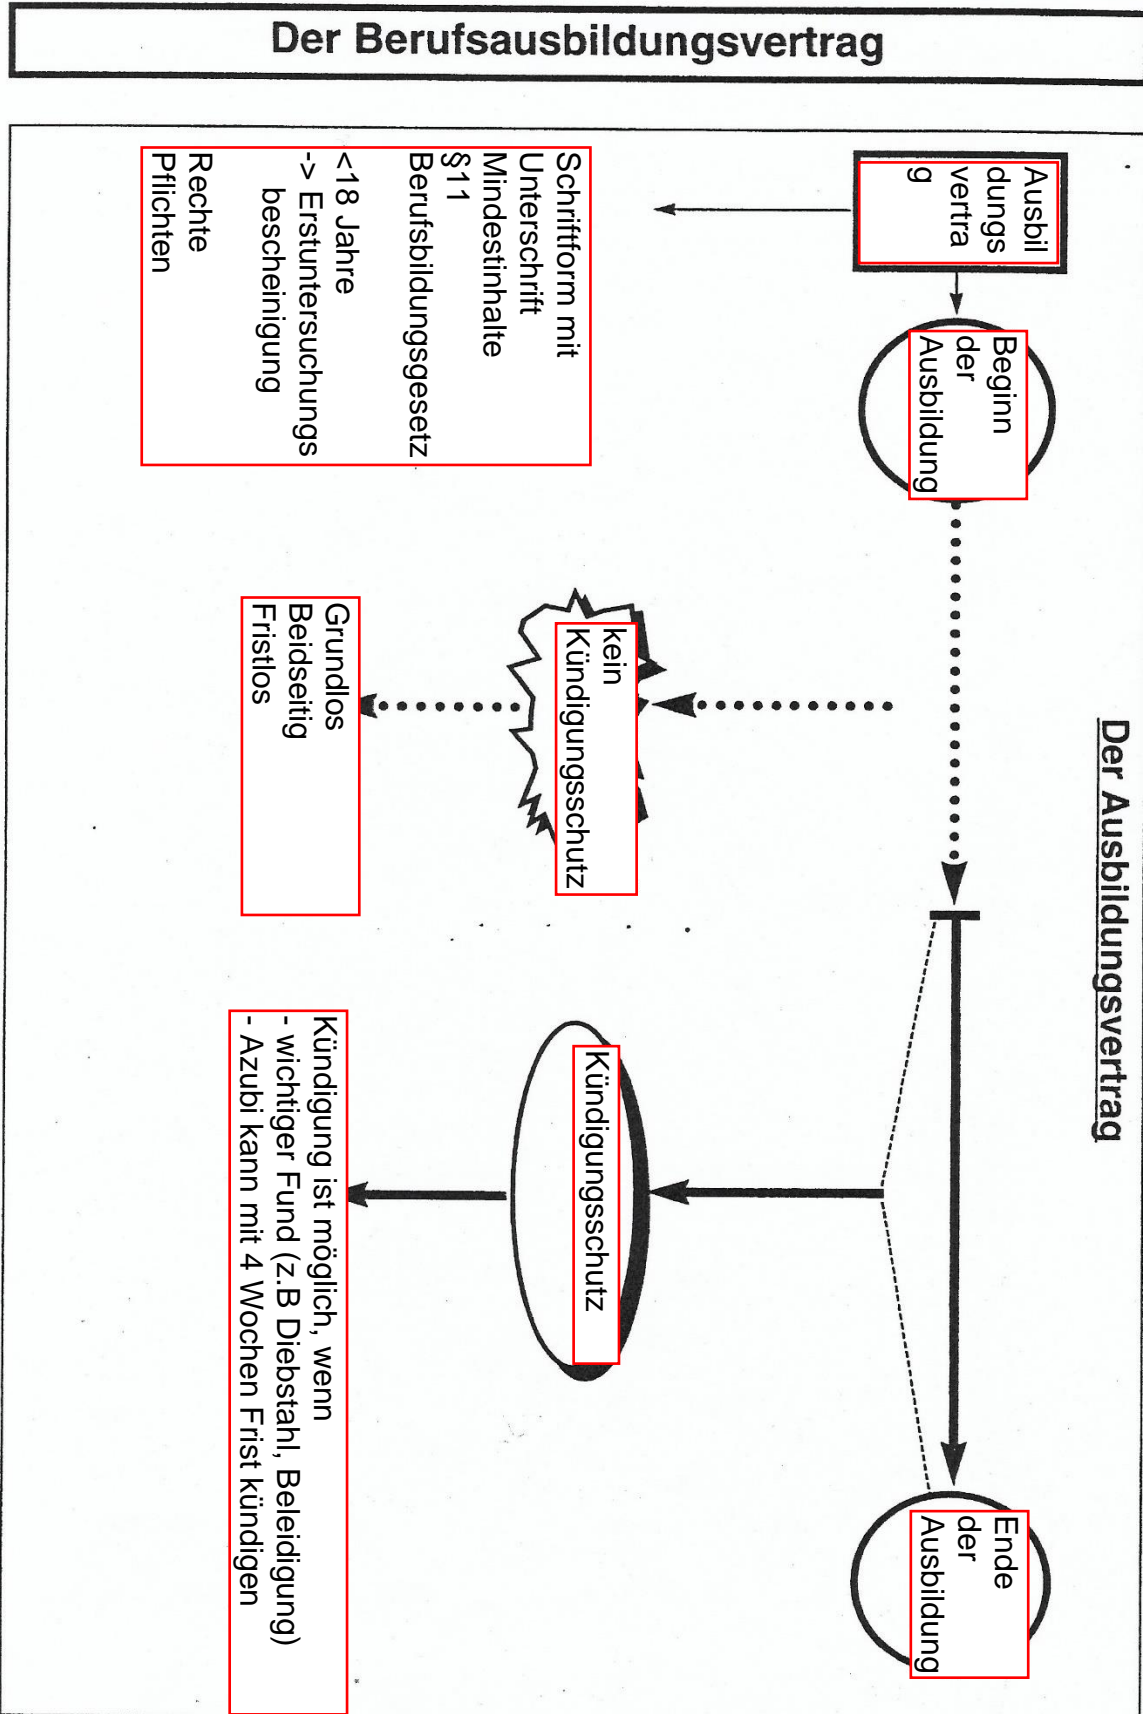 Der Berufsausbildungsvertrag
Der Ausbildungsvertrag
Ausbil
dungs
vertra
g
Beginn
der
Ausbildung
Ende
der
Ausbildung
Schriftform mit
Unterschrift
Mindestinhalte
§11
Berufsbildungsgesetz
<18 Jahre
-> Erstuntersuchungs
bescheinigung
Rechte
Pflichten
kein
Kündigungsschutz
Grundlos
Beidseitig
Fristlos
Kündigungsschutz
Kündigung ist möglich, wenn
- wichtiger Fund (z.B Diebstahl, Beleidigung)
- Azubi kann mit 4 Wochen Frist kündigen